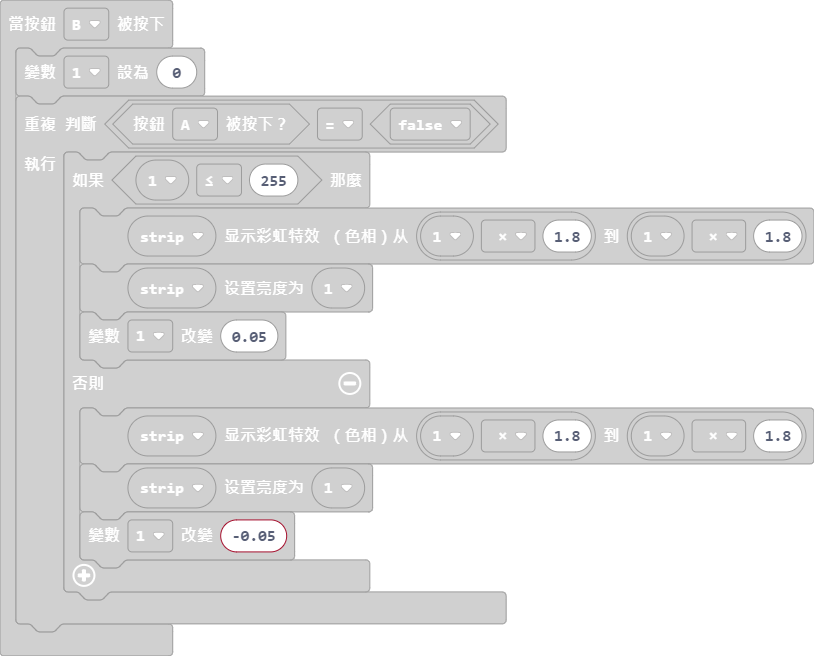 當按鈕 B 被按下
變數 1 設為 0
重複 判斷 按鈕 A 被按下？ = false
執行
如果 1 ≤ 255 那麼
strip 显示彩虹特效 （色相）从 1 × 1.8 到 1 × 1.8
strip 设置亮度为 1
變數 1 改變 0.05
否則
strip 显示彩虹特效 （色相）从 1 × 1.8 到 1 × 1.8
strip 设置亮度为 1
變數 1 改變 -0.05